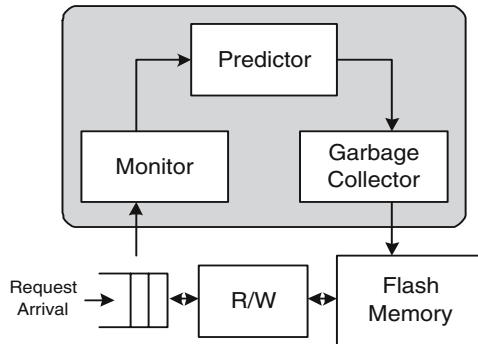 Predictor
Monitor
Garbage
Collector
Request
Arrival
R/W
Flash
Memory